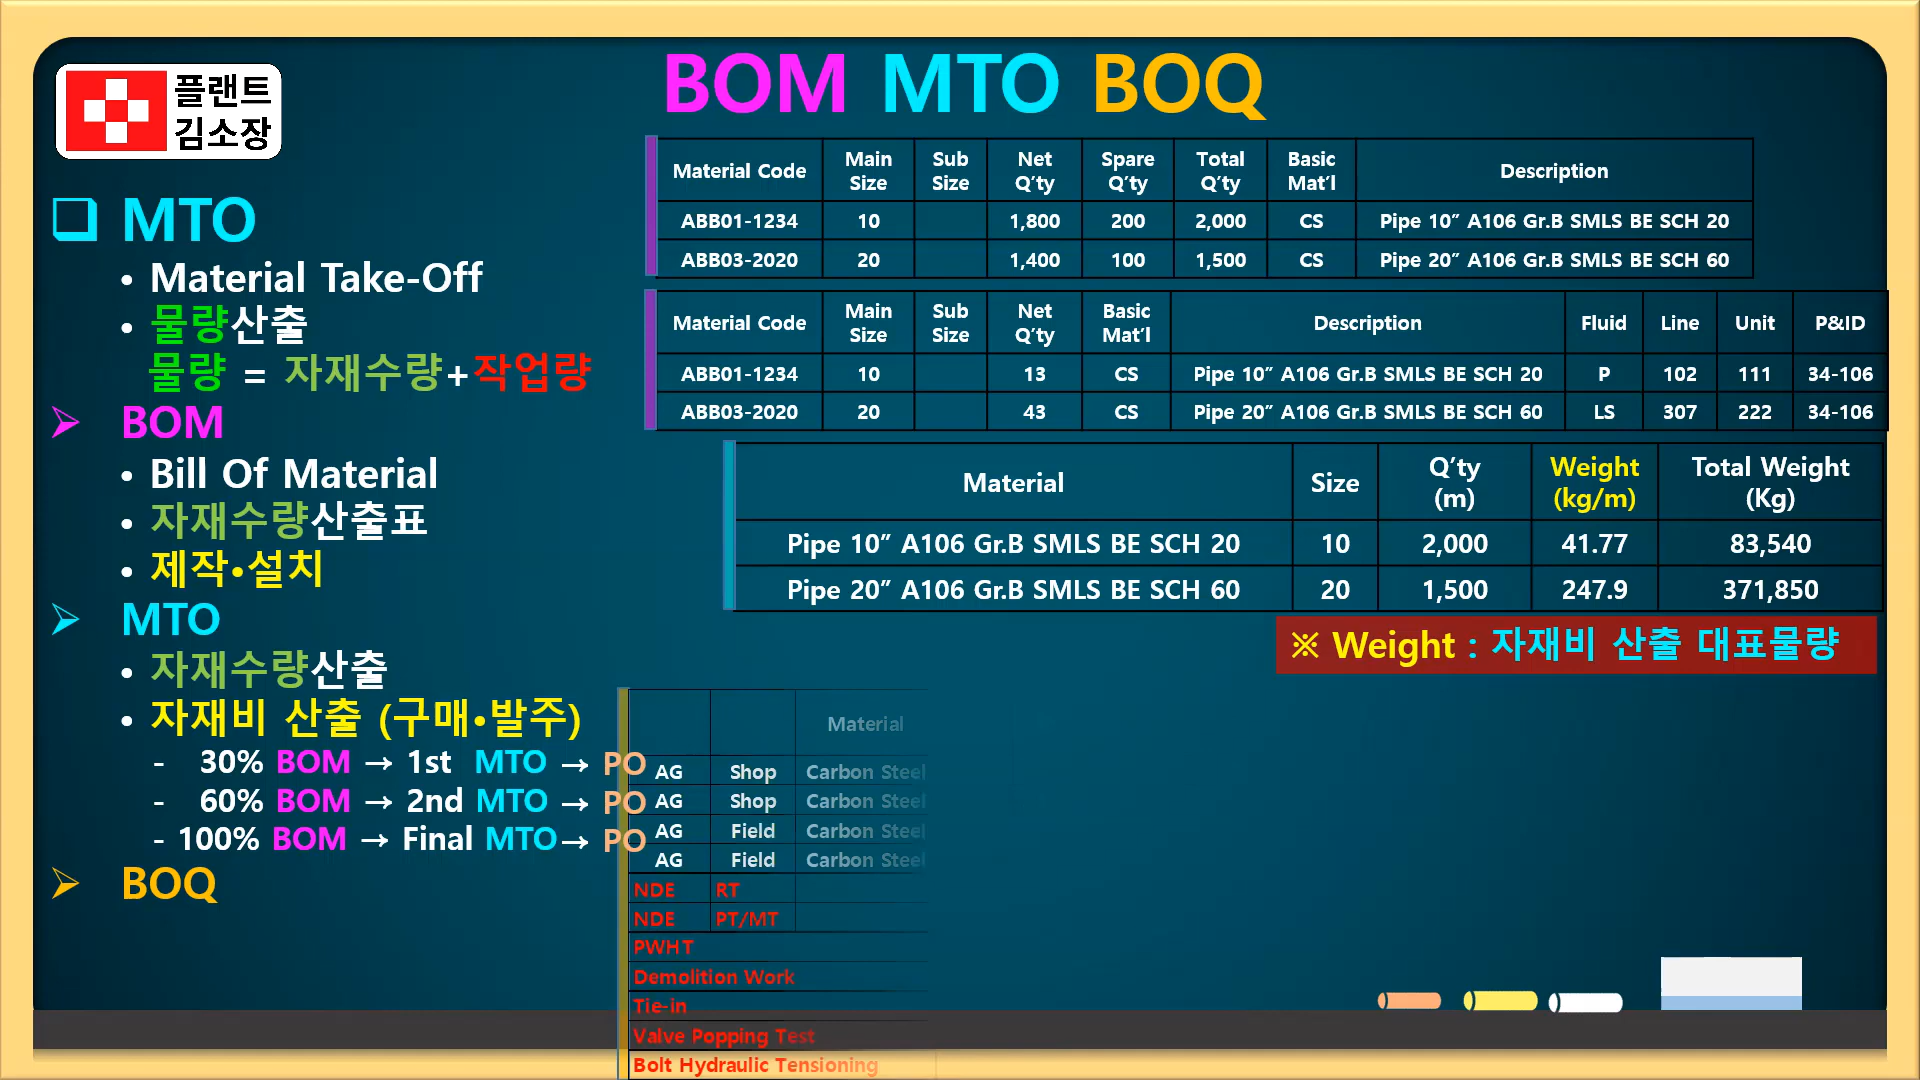 BOM MTO BOQ
플랜트
김소장
❑ MTO
• Material Take-Off
• 물량산출
물량 = 자재수량+작업량
➢ BOM
• Bill Of Material
• 자재수량산출표
• 제작•설치
➢ MTO
• 자재수량산출
• 자재비 산출 (구매•발주)
- 30% BOM → 1st MTO → PO
- 60% BOM → 2nd MTO → PO
- 100% BOM → Final MTO→ PO
➢ BOQ
Material Code Main Size Sub Size Net Q’ty Spare Q’ty Total Q’ty Basic Mat’l Description
ABB01-1234 10 1,800 200 2,000 CS Pipe 10” A106 Gr.B SMLS BE SCH 20
ABB03-2020 20 1,400 100 1,500 CS Pipe 20” A106 Gr.B SMLS BE SCH 60
Material Code Main Size Sub Size Net Q’ty Basic Mat’l Description Fluid Line Unit P&ID
ABB01-1234 10 13 CS Pipe 10” A106 Gr.B SMLS BE SCH 20 P 102 111 34-106
ABB03-2020 20 43 CS Pipe 20” A106 Gr.B SMLS BE SCH 60 LS 307 222 34-106
Material Size Q’ty (m) Weight (kg/m) Total Weight (Kg)
Pipe 10” A106 Gr.B SMLS BE SCH 20 10 2,000 41.77 83,540
Pipe 20” A106 Gr.B SMLS BE SCH 60 20 1,500 247.9 371,850
※ Weight : 자재비 산출 대표물량
Material
AG Shop Carbon Steel
AG Shop Carbon Steel
AG Field Carbon Steel
AG Field Carbon Steel
NDE RT
NDE PT/MT
PWHT
Demolition Work
Tie-in
Valve Popping Test
Bolt Hydraulic Tensioning